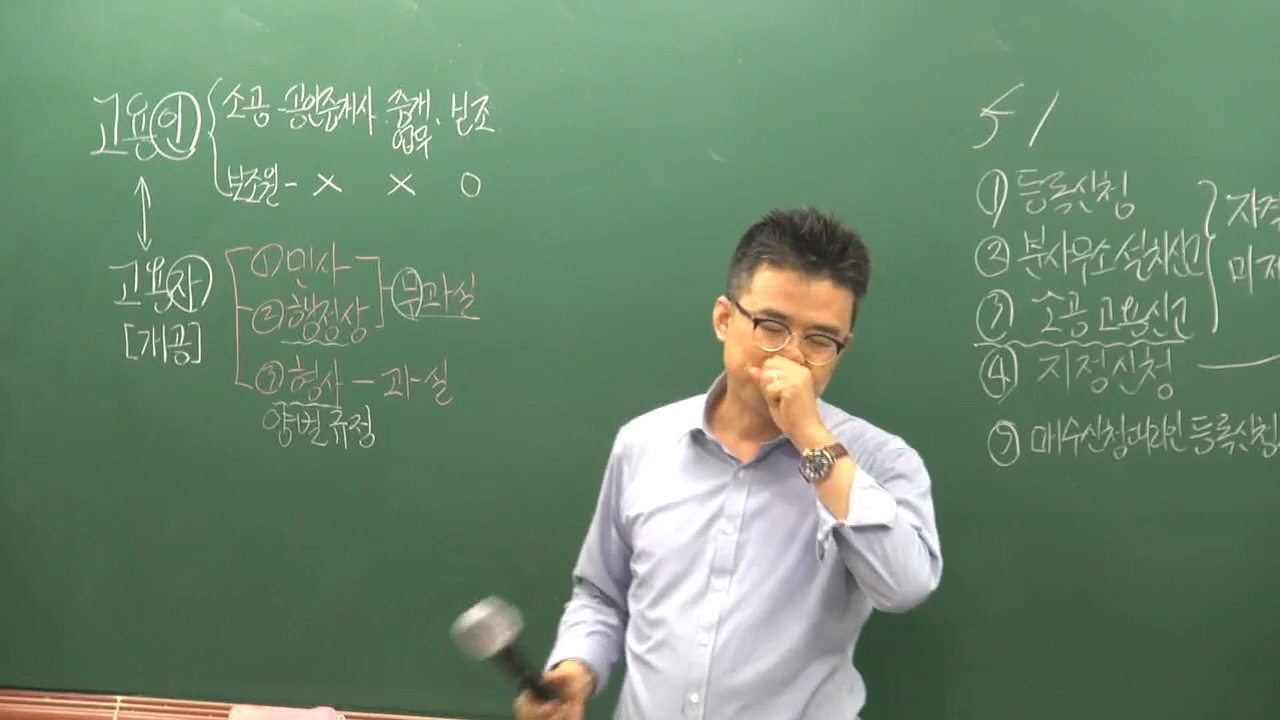 고용인 소공 - 공인중개사 · 중개업무 · 보조
보조원 - × × ○
↕
고용자
[개공]
① 민사
② 행정상
무과실
③ 형사 - 과실
양벌규정
51
① 등록신청
② 분사무소설치신고
③ 소공고용신고
④ 지정신청
⑤ 매수신청대리인 등록신청
자격